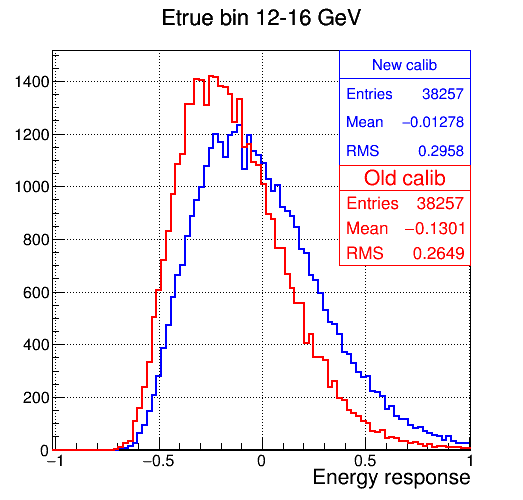 Etrue bin 12-16 GeV
New calib
Entries 38257
Mean −0.01278
RMS 0.2958
Old calib
Entries 38257
Mean −0.1301
RMS 0.2649
1400
1200
1000
800
600
400
200
0
−1 −0.5 0 0.5 1
Energy response